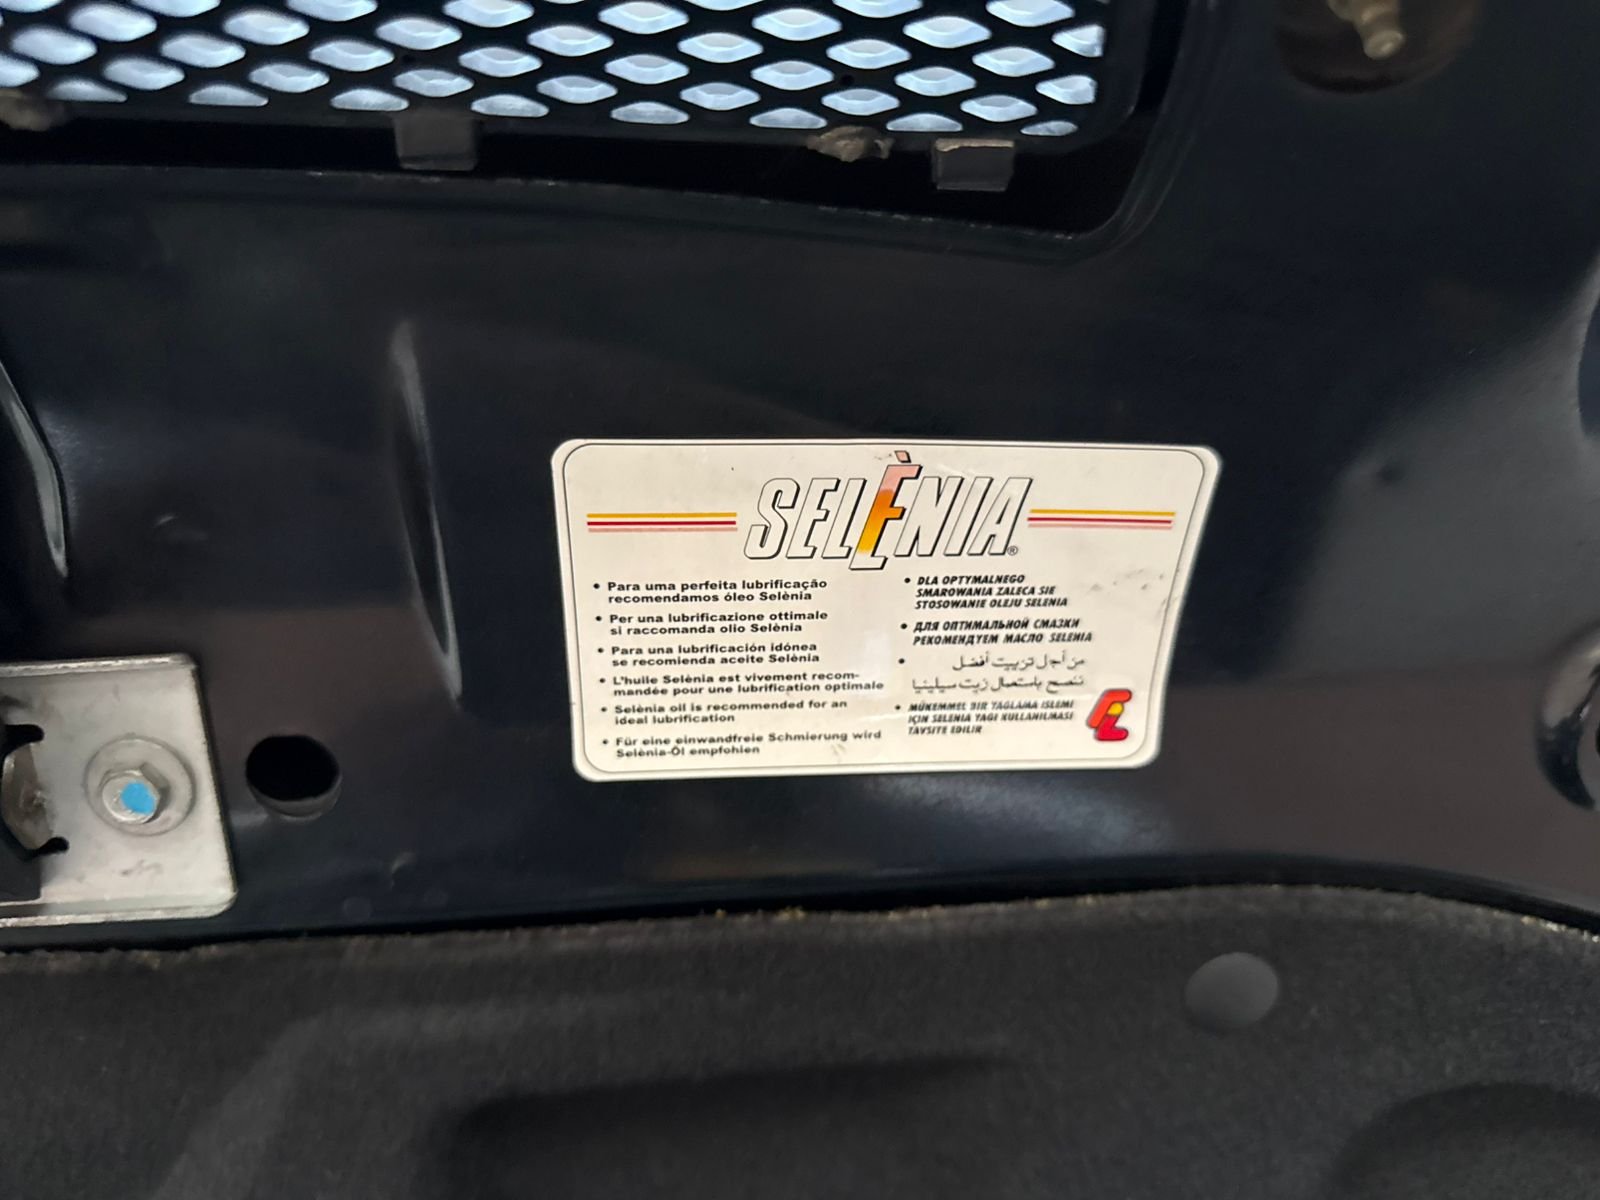 SELÈNIA®
• Para uma perfeita lubrificação
recomendamos óleo Selènia
• Per una lubrificazione ottimale
si raccomanda olio Selènia
• Para una lubrificación idónea
se recomienda aceite Selènia
• L'huile Selènia est vivement recom-
mandée pour une lubrification optimale
• Selènia oil is recommended for an
ideal lubrification
• Für eine einwandfreie Schmierung wird
Selènia-Öl empfohlen
• DLA OPTYMALNEGO
SMAROWANIA ZALECA SIE
STOSOWANIE OLEJU SELENIA
• ДЛЯ ОПТИМАЛЬНОЙ СМАЗКИ
РЕКОМЕНДУЕМ МАСЛО SELENIA
• من أجل تزييت أفضل
ننصح باستعمال زيت سيلينيا
• MÜKEMMEL BIR YAGLAMA ISLEMI
IÇIN SELENIA YAGI KULLANILMASI
TAVSITE EDILIR
FL